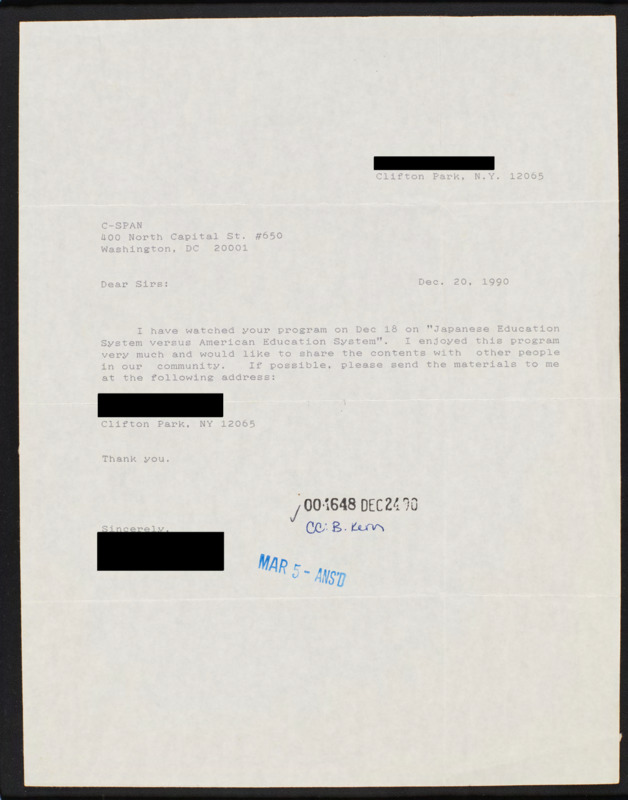 Clifton Park, N.Y. 12065
C-SPAN
400 North Capital St. #650
Washington, DC 20001
Dear Sirs: Dec. 20, 1990
I have watched your program on Dec 18 on "Japanese Education
System versus American Education System". I enjoyed this program
very much and would like to share the contents with other people
in our community. If possible, please send the materials to me
at the following address:
Clifton Park, NY 12065
Thank you.
001648 DEC 24 90
CC: B. Kern
Sincerely,
MAR 5 - ANS'D